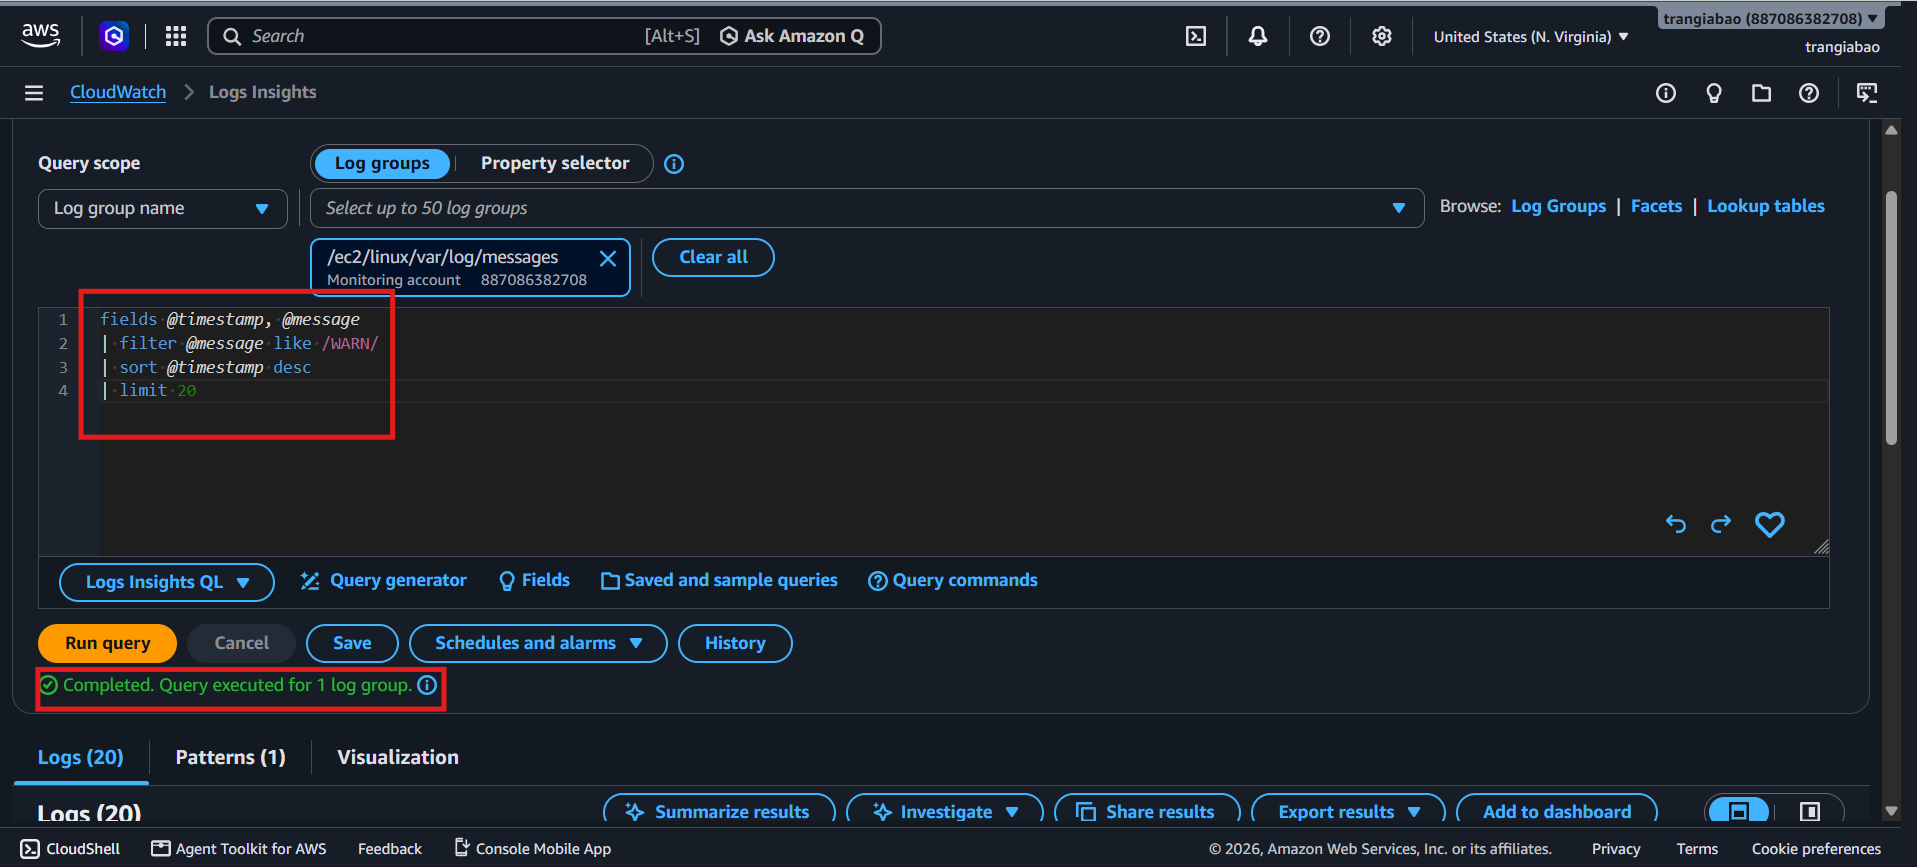 aws
Search [Alt+S] Ask Amazon Q
United States (N. Virginia)
trangiabao (887086382708)
trangiabao
CloudWatch > Logs Insights
Query scope
Log groups
Property selector
Log group name
Select up to 50 log groups
Browse: Log Groups | Facets | Lookup tables
/ec2/linux/var/log/messages
Monitoring account 887086382708
Clear all
1 fields @timestamp, @message
2 | filter @message like /WARN/
3 | sort @timestamp desc
4 | limit 20
Logs Insights QL Query generator Fields Saved and sample queries Query commands
Run query Cancel Save Schedules and alarms History
Completed. Query executed for 1 log group.
Logs (20) Patterns (1) Visualization
Logs (20) Summarize results Investigate Share results Export results Add to dashboard
CloudShell Agent Toolkit for AWS Feedback Console Mobile App © 2026, Amazon Web Services, Inc. or its affiliates. Privacy Terms Cookie preferences